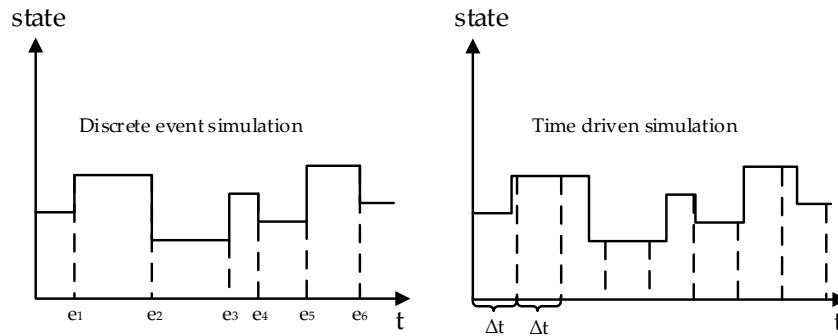 state
Discrete event simulation
e1 e2 e3 e4 e5 e6 t
state
Time driven simulation
t
Δt Δt